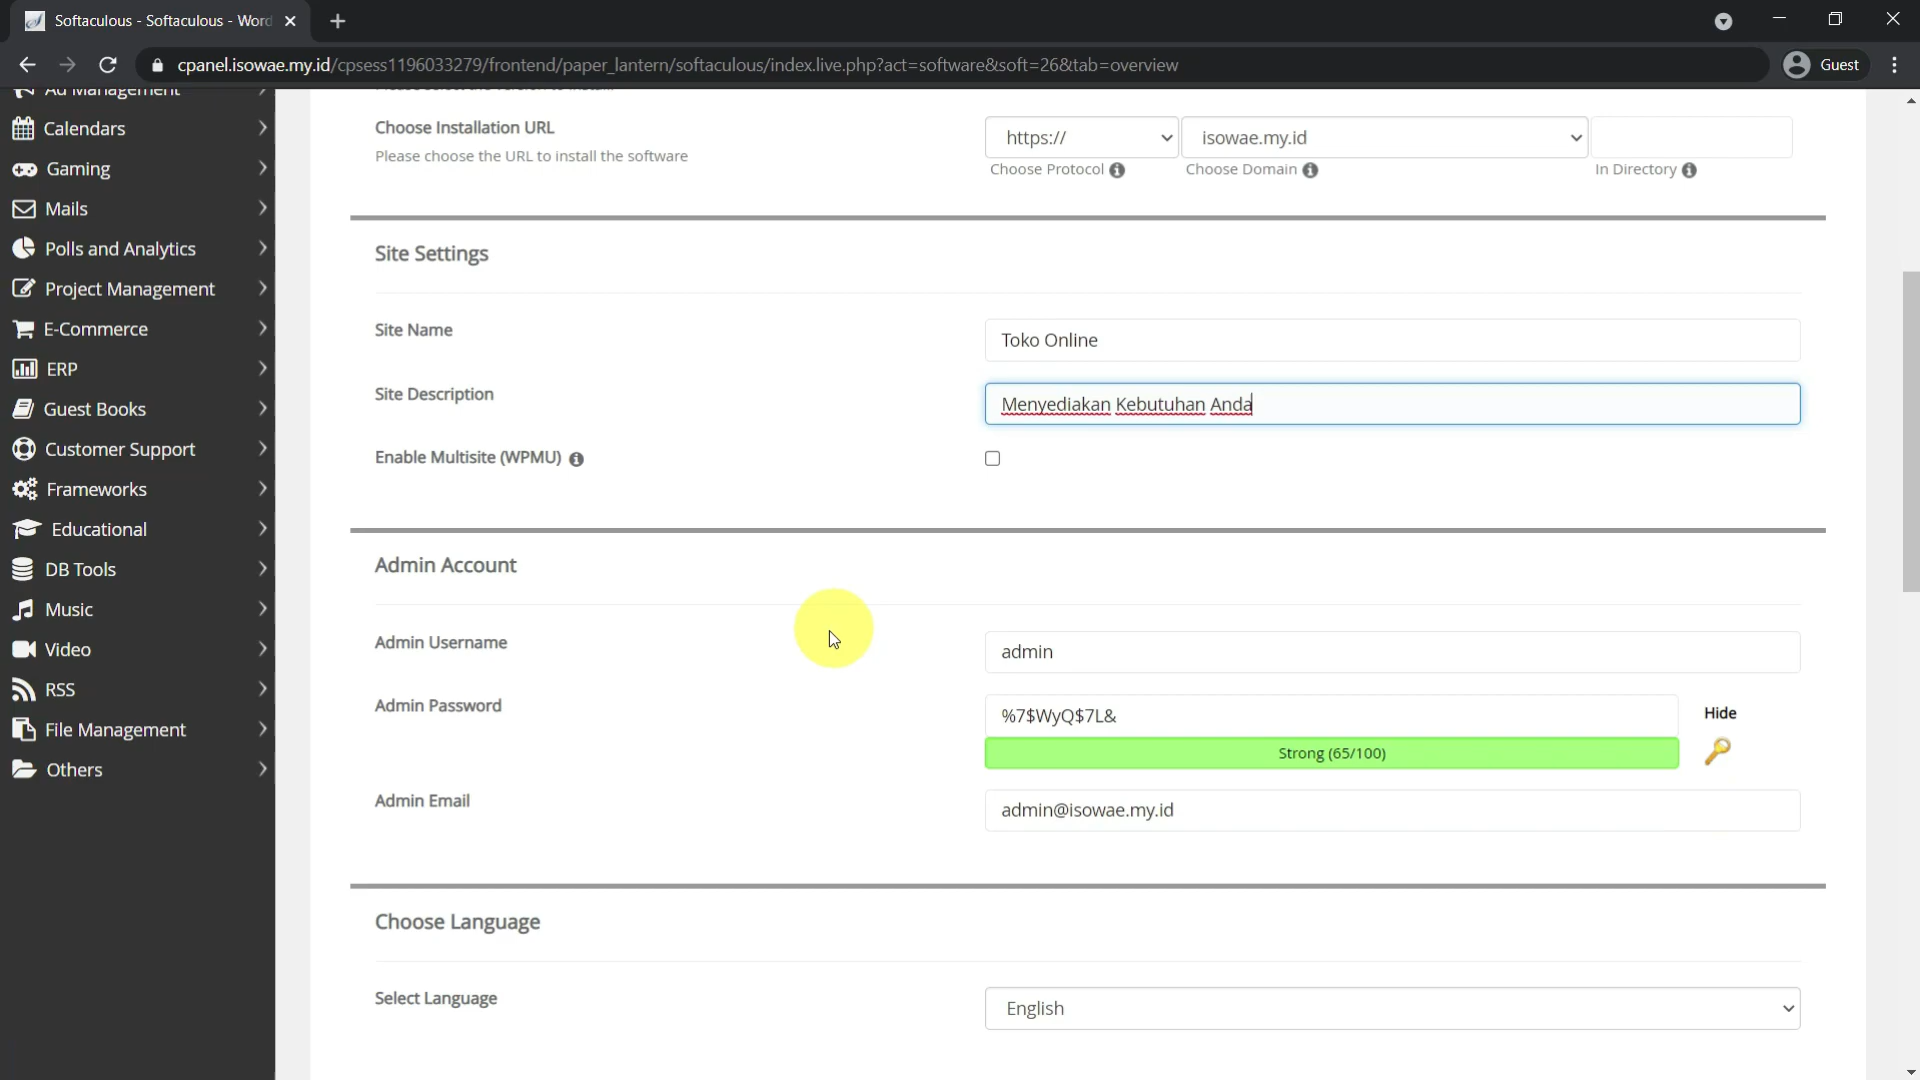 Softaculous - Softaculous - Word
cpanel.isowae.my.id/cpsess1196033279/frontend/paper_lantern/softaculous/index.live.php?act=software&soft=26&tab=overview
Guest
Ad Management
Calendars
Gaming
Mails
Polls and Analytics
Project Management
E-Commerce
ERP
Guest Books
Customer Support
Frameworks
Educational
DB Tools
Music
Video
RSS
File Management
Others
Choose Installation URL
Please choose the URL to install the software
https://
isowae.my.id
Choose Protocol
Choose Domain
In Directory
Site Settings
Site Name
Toko Online
Site Description
Menyediakan Kebutuhan Anda
Enable Multisite (WPMU)
Admin Account
Admin Username
admin
Admin Password
%7$WyQ$7L&
Hide
Strong (65/100)
Admin Email
admin@isowae.my.id
Choose Language
Select Language
English